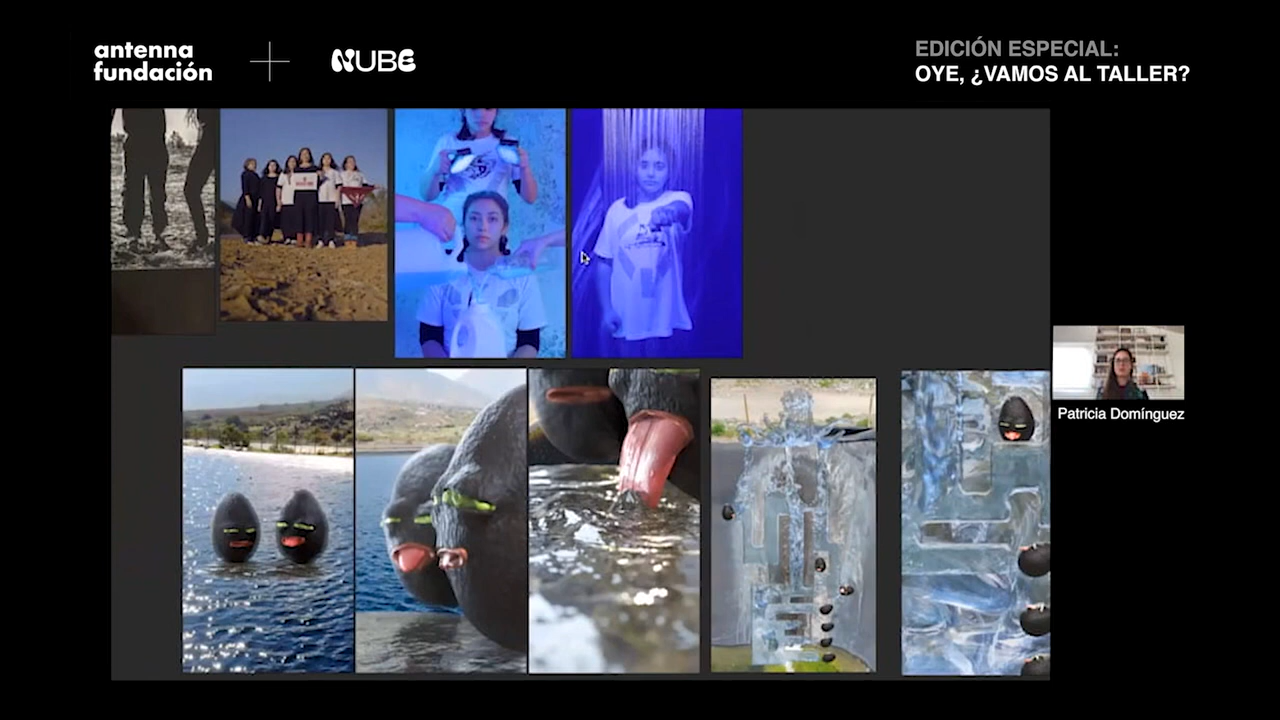 antenna
fundación
NUBE
EDICIÓN ESPECIAL:
OYE, ¿VAMOS AL TALLER?
Patricia Domínguez